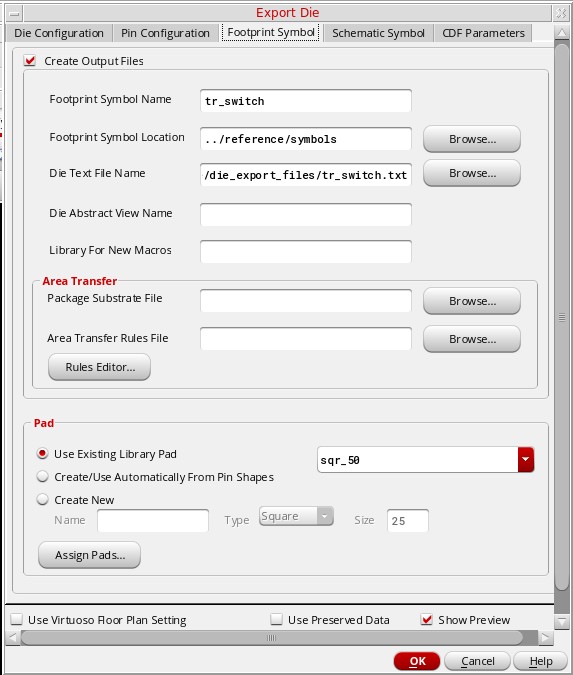 Export Die
Die Configuration Pin Configuration Footprint Symbol Schematic Symbol CDF Parameters
Create Output Files
Footprint Symbol Name tr_switch
Footprint Symbol Location ../reference/symbols Browse...
Die Text File Name /die_export_files/tr_switch.txt Browse...
Die Abstract View Name
Library For New Macros
Area Transfer
Package Substrate File Browse...
Area Transfer Rules File Browse...
Rules Editor...
Pad
Use Existing Library Pad sqr_50
Create/Use Automatically From Pin Shapes
Create New
Name Type Square Size 25
Assign Pads...
Use Virtuoso Floor Plan Setting Use Preserved Data Show Preview
OK Cancel Help